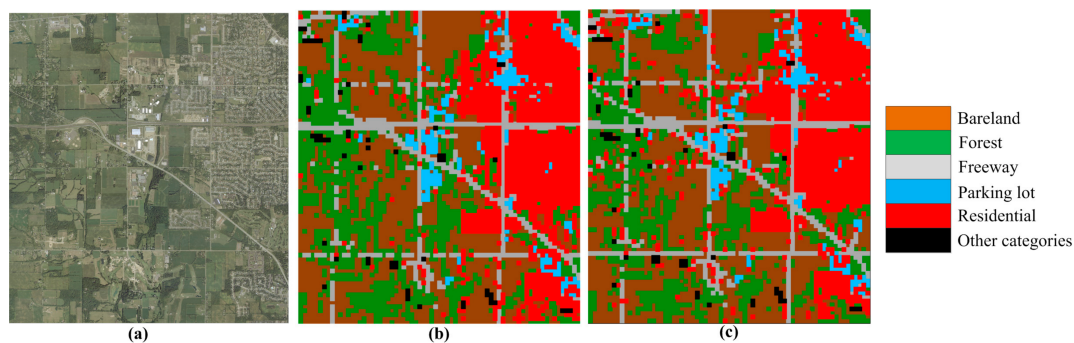 Bareland
Forest
Freeway
Parking lot
Residential
Other categories
(a)
(b)
(c)